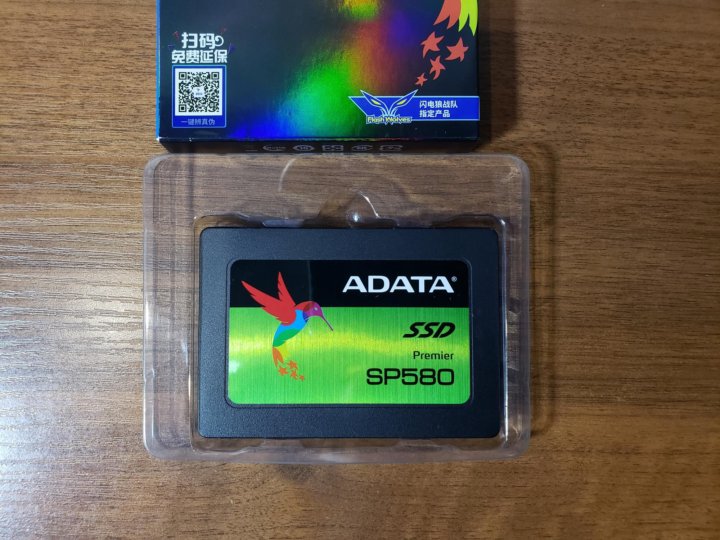 扫码
免费延保
一键辨真伪
Flash Wolves
闪电狼战队
指定产品
ADATA®
SSD
Premier
SP580